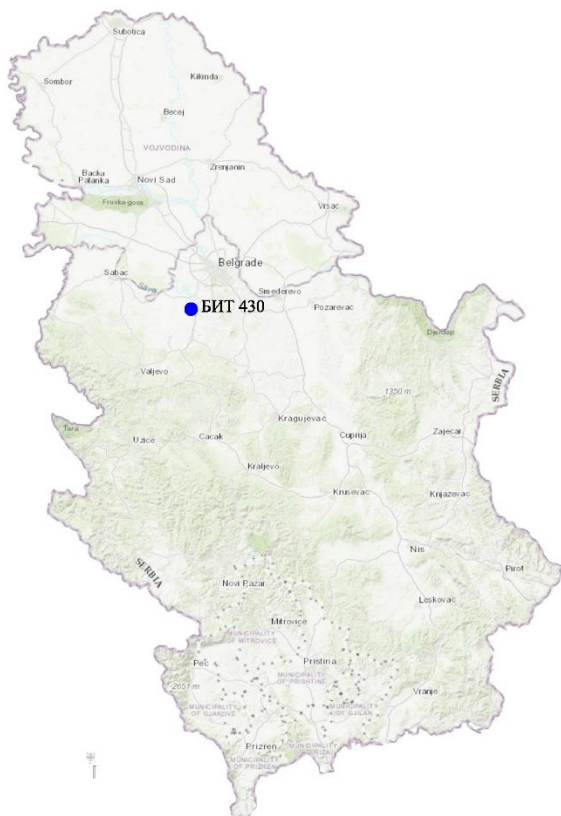 Subotica
Sombor
Kikinda
Becej
VOJVODINA
Backa
Palanka
Novi Sad
Zrenjanin
Fruska gora
Vrsac
Sabac
Sava
Belgrade
Smederevo
Pozarevac
БИТ 430
Djerdap
SERBIA
Valjevo
1350 m
Kragujevac
Tara
Uzice
Cacak
Cuprija
Zajecar
Kraljevo
Krusevac
Knjazevac
Nis
Pirot
SERBIA
Novi Pazar
Leskovac
Mitrovice
MUNICIPALITY
OF MITROVICE
Pristina
Peć
MUNICIPALITY
OF PRISHTINE
2651 m
Vranje
MUNICIPALITY
OF GJAKOVE
MUNICIPALITY
OF GJILAN
Prizren
MUNICIPALITY
OF PRIZREN
MUNICIPALITY